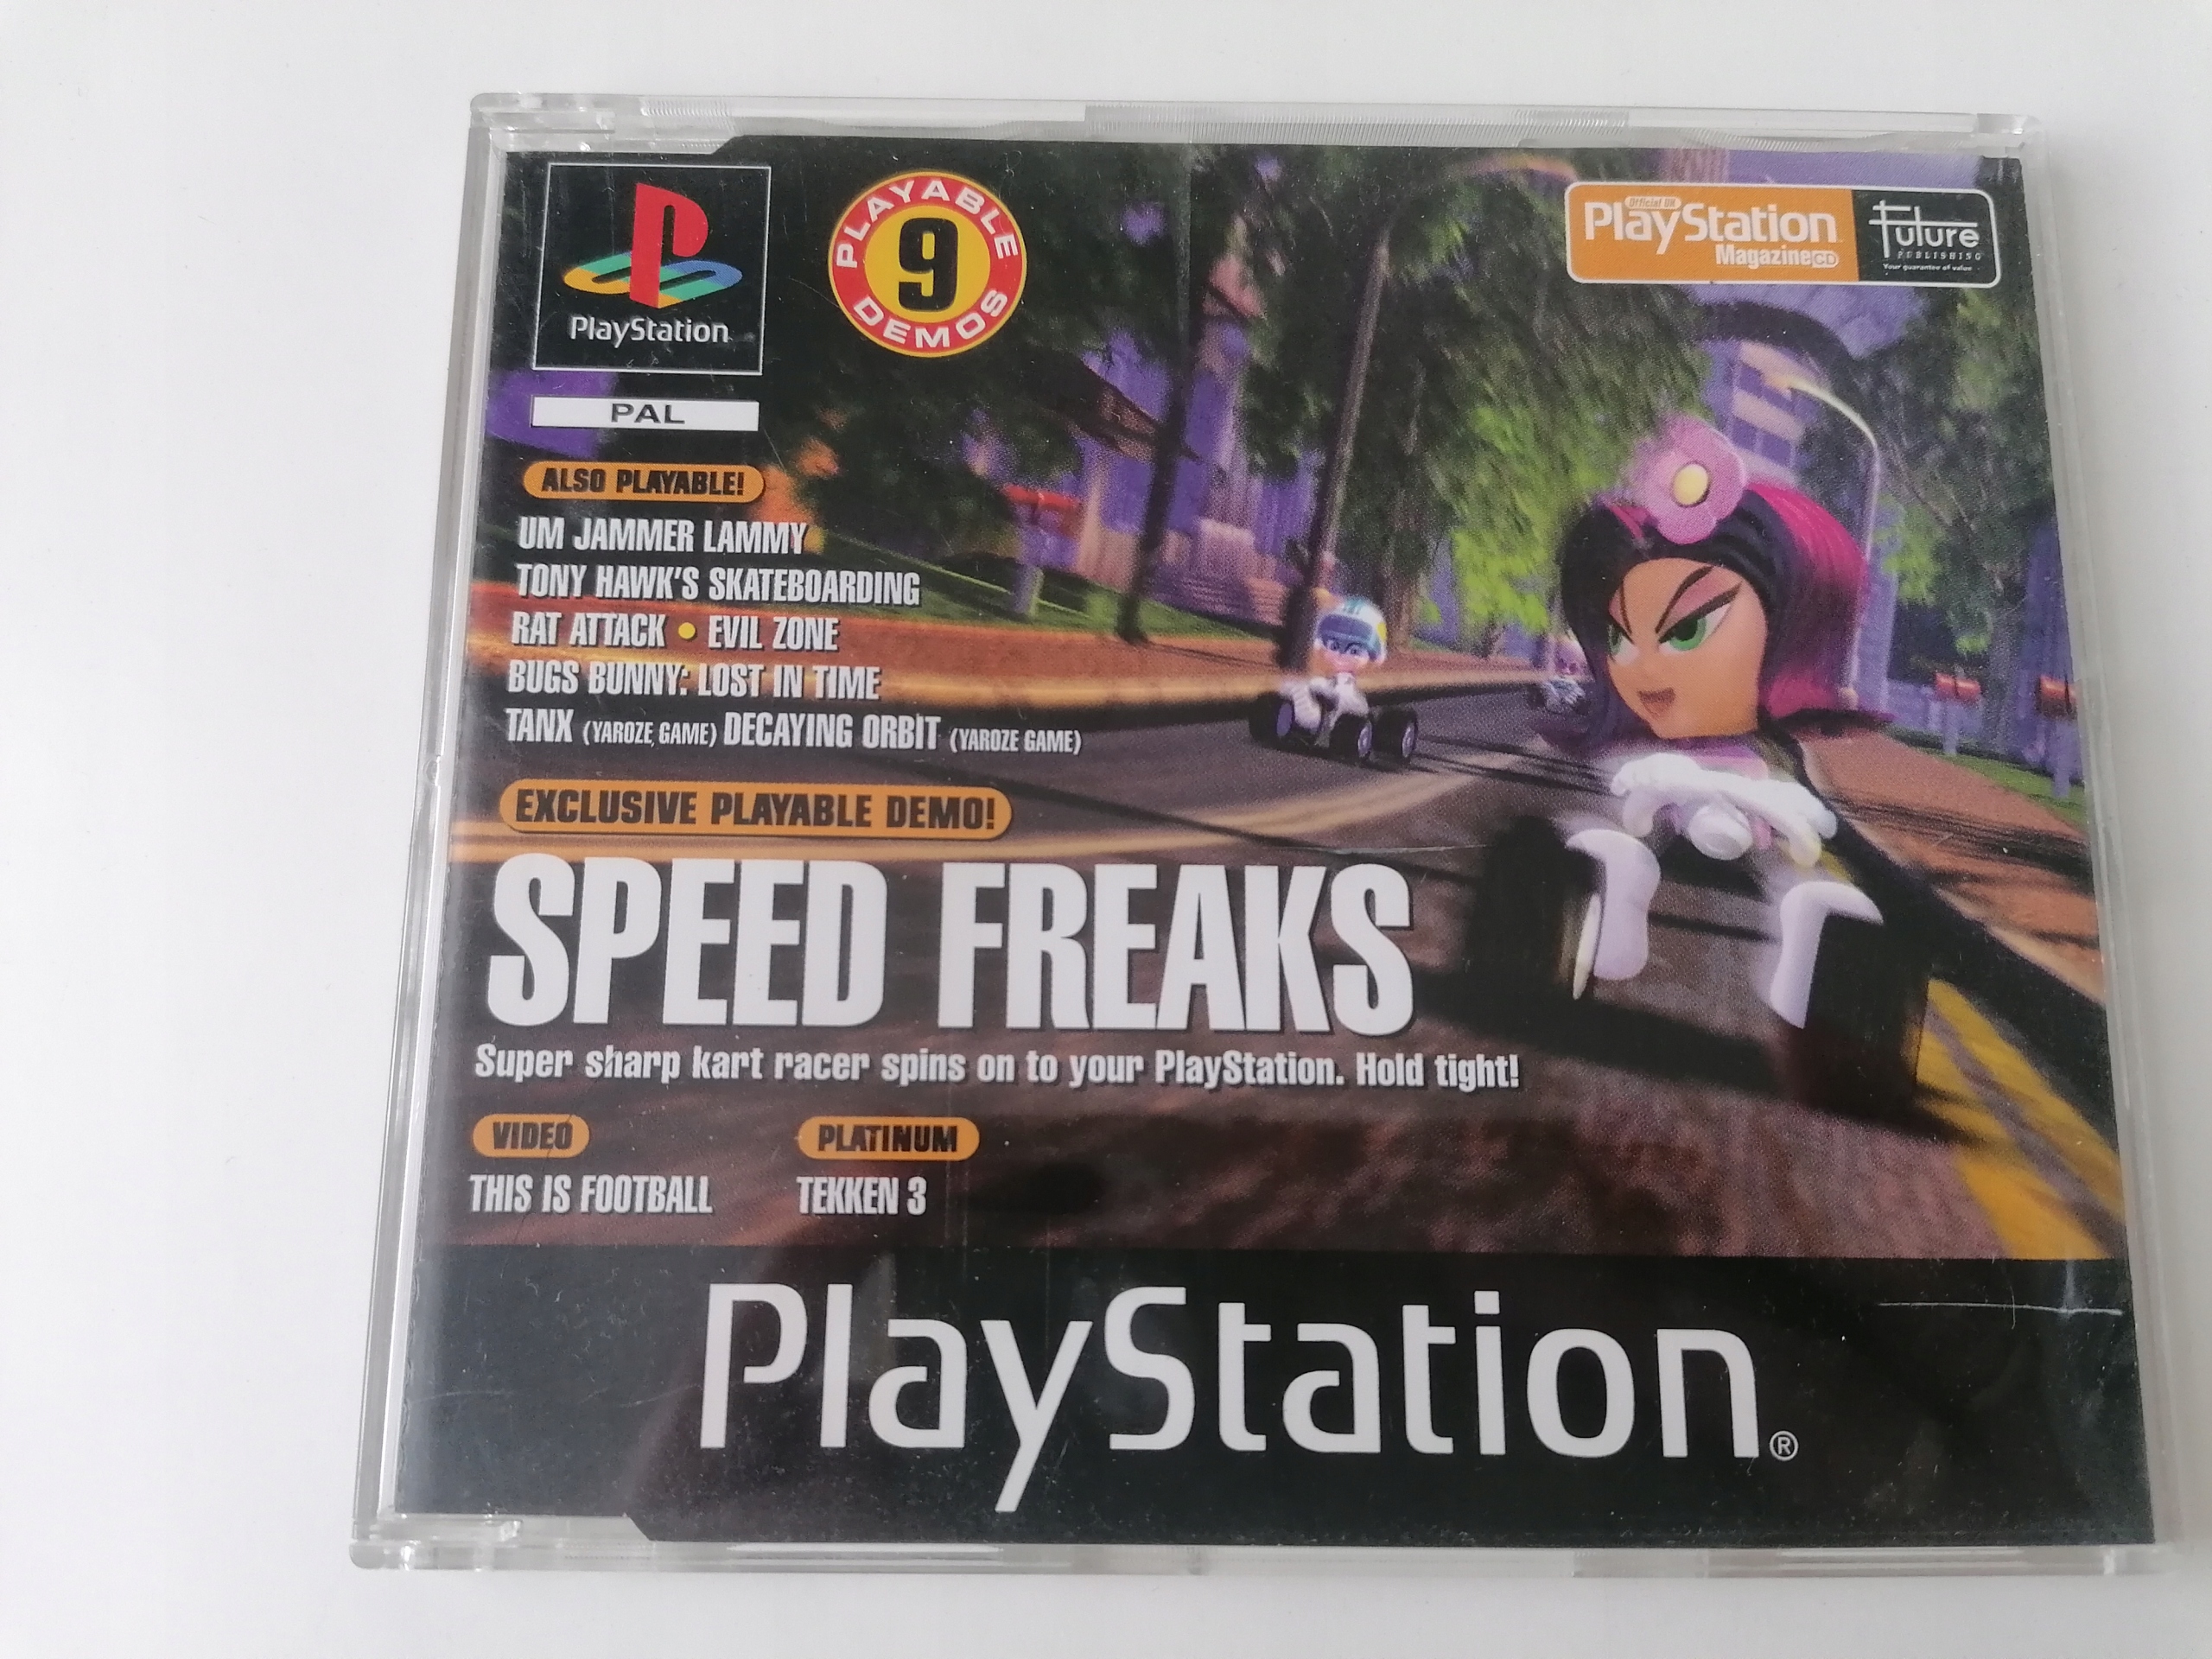 PlayStation
PLAYABLE
9
DEMOS
Official UK
PlayStation
Magazine CD
Future
PUBLISHING
Your guarantee of value
PAL
ALSO PLAYABLE!
UM JAMMER LAMMY
TONY HAWK'S SKATEBOARDING
RAT ATTACK • EVIL ZONE
BUGS BUNNY: LOST IN TIME
TANX (YAROZE GAME) DECAYING ORBIT (YAROZE GAME)
EXCLUSIVE PLAYABLE DEMO!
SPEED FREAKS
Super sharp kart racer spins on to your PlayStation. Hold tight!
VIDEO
THIS IS FOOTBALL
PLATINUM
TEKKEN 3
PlayStation®